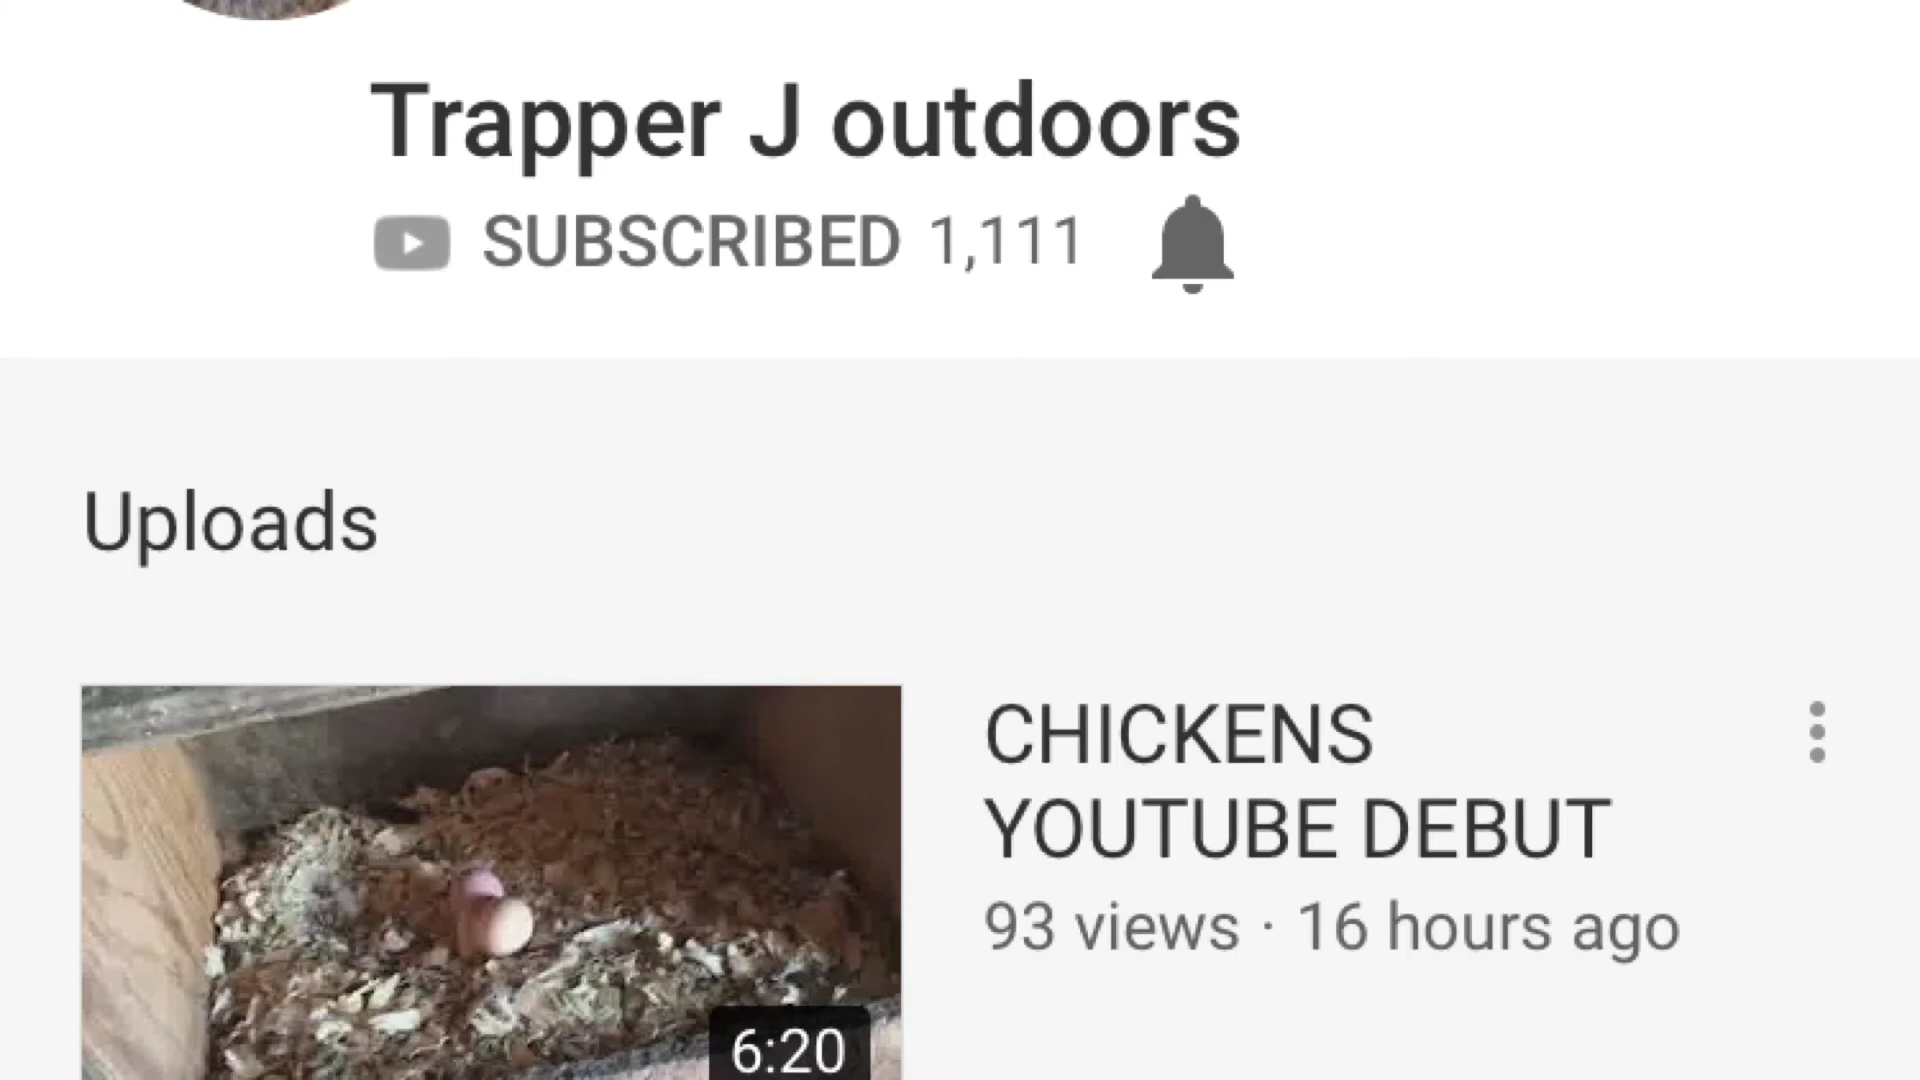 Trapper J outdoors
SUBSCRIBED 1,111
Uploads
CHICKENS
YOUTUBE DEBUT
93 views · 16 hours ago
6:20